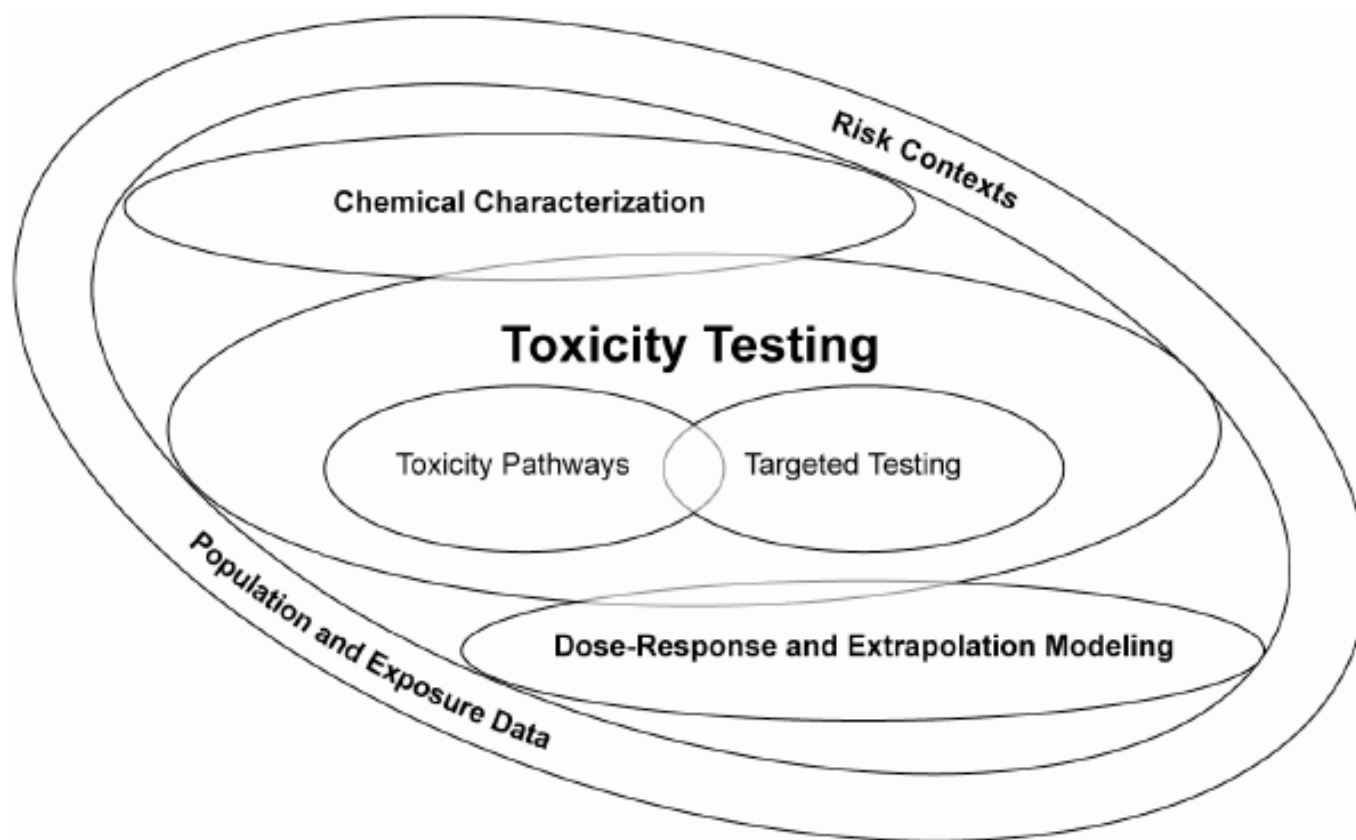 Risk Contexts
Chemical Characterization
Toxicity Testing
Toxicity Pathways
Targeted Testing
Population and Exposure Data
Dose-Response and Extrapolation Modeling